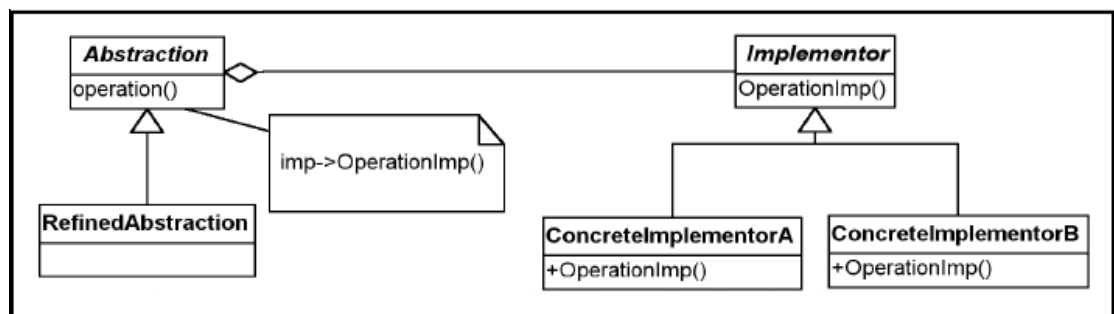 Abstraction
operation()
Implementor
OperationImp()
imp->OperationImp()
RefinedAbstraction
ConcreteImplementorA
+OperationImp()
ConcreteImplementorB
+OperationImp()